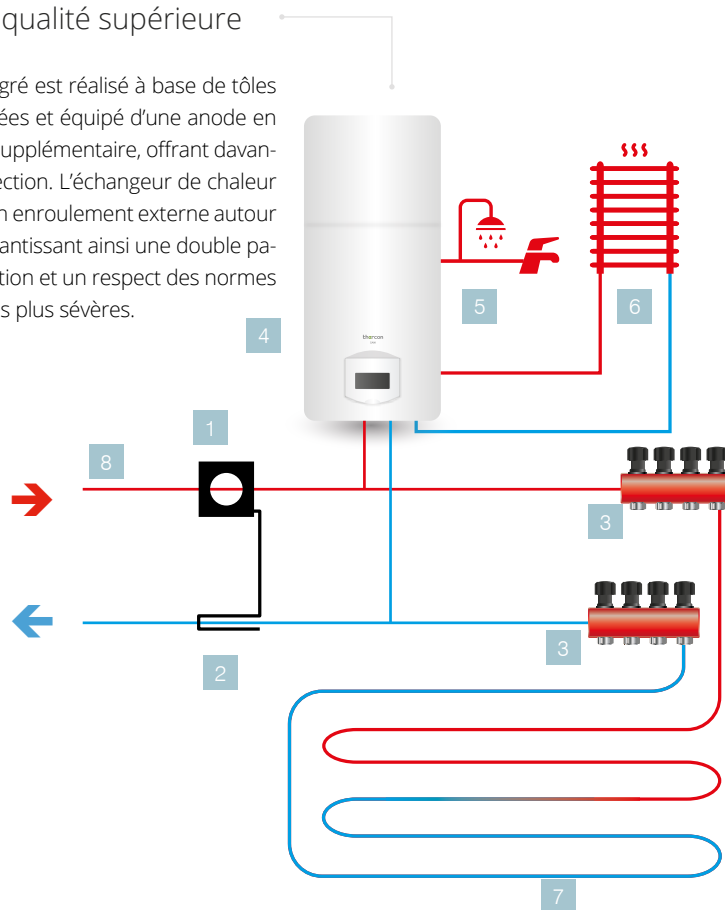 qualité supérieure
gré est réalisé à base de tôles
ées et équipé d’une anode en
supplémentaire, offrant davan-
ection. L’échangeur de chaleur
n enroulement externe autour
antissant ainsi une double pa-
tion et un respect des normes
s plus sévères.
4
5
6
thercon
1
8
3
3
2
7